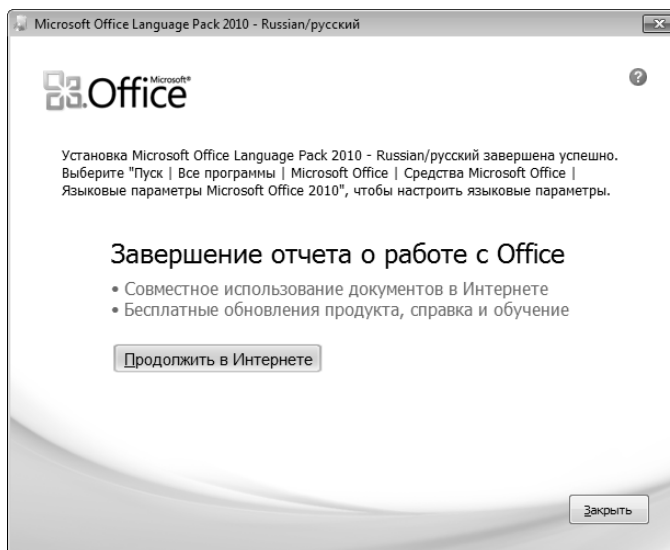 Microsoft Office Language Pack 2010 - Russian/русский
Microsoft®
Office
Установка Microsoft Office Language Pack 2010 - Russian/русский завершена успешно.
Выберите "Пуск | Все программы | Microsoft Office | Средства Microsoft Office |
Языковые параметры Microsoft Office 2010", чтобы настроить языковые параметры.
Завершение отчета о работе с Office
• Совместное использование документов в Интернете
• Бесплатные обновления продукта, справка и обучение
Продолжить в Интернете
Закрыть